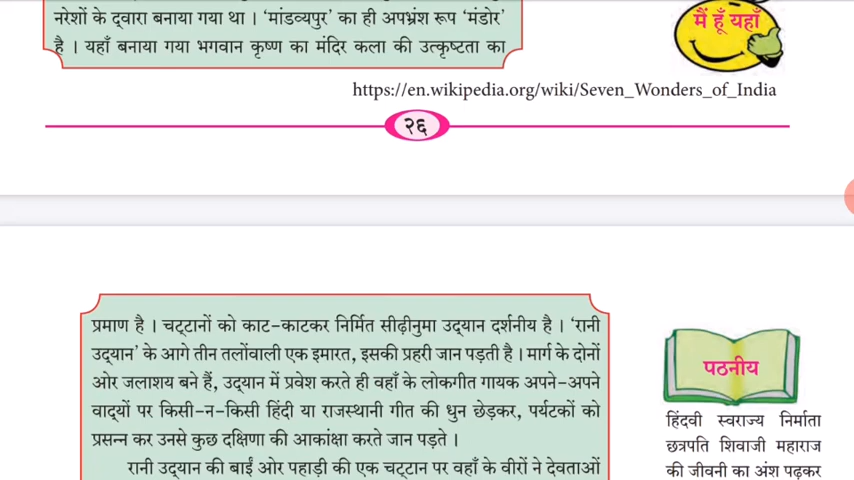 नरेशों के द्‌वारा बनाया गया था । ‘मांडव्यपुर’ का ही अपभ्रंश रूप ‘मंडोर’
है । यहाँ बनाया गया भगवान कृष्ण का मंदिर कला की उत्कृष्टता का
मैं हूँ यहाँ
https://en.wikipedia.org/wiki/Seven_Wonders_of_India
२६
प्रमाण है । चट्‌टानों को काट-काटकर निर्मित सीढ़ीनुमा उद्‌यान दर्शनीय है । ‘रानी
उद्‌यान’ के आगे तीन तलोंवाली एक इमारत, इसकी प्रहरी जान पड़ती है । मार्ग के दोनों
ओर जलाशय बने हैं, उद्‌यान में प्रवेश करते ही वहाँ के लोकगीत गायक अपने-अपने
वाद्‌यों पर किसी-न-किसी हिंदी या राजस्थानी गीत की धुन छेड़कर, पर्यटकों को
प्रसन्न कर उनसे कुछ दक्षिणा की आकांक्षा करते जान पड़ते ।
रानी उद्‌यान की बाईं ओर पहाड़ी की एक चट्‌टान पर वहाँ के वीरों ने देवताओं
पठनीय
हिंदवी स्वराज्य निर्माता
छत्रपति शिवाजी महाराज
की जीवनी का अंश पढ़कर